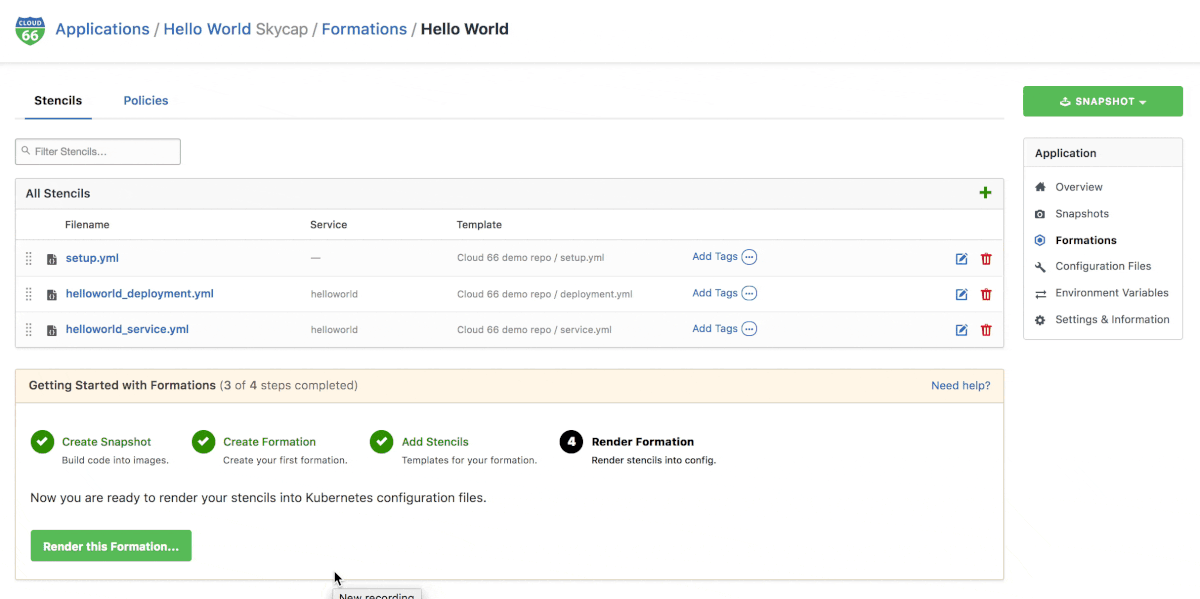 CLOUD 66 Applications / Hello World Skycap / Formations / Hello World
Stencils Policies
SNAPSHOT
Filter Stencils...
All Stencils
Filename Service Template
setup.yml — Cloud 66 demo repo / setup.yml Add Tags
helloworld_deployment.yml helloworld Cloud 66 demo repo / deployment.yml Add Tags
helloworld_service.yml helloworld Cloud 66 demo repo / service.yml Add Tags
Getting Started with Formations (3 of 4 steps completed) Need help?
Create Snapshot
Build code into images.
Create Formation
Create your first formation.
Add Stencils
Templates for your formation.
4 Render Formation
Render stencils into config.
Now you are ready to render your stencils into Kubernetes configuration files.
Render this Formation...
New recording
Application
Overview
Snapshots
Formations
Configuration Files
Environment Variables
Settings & Information